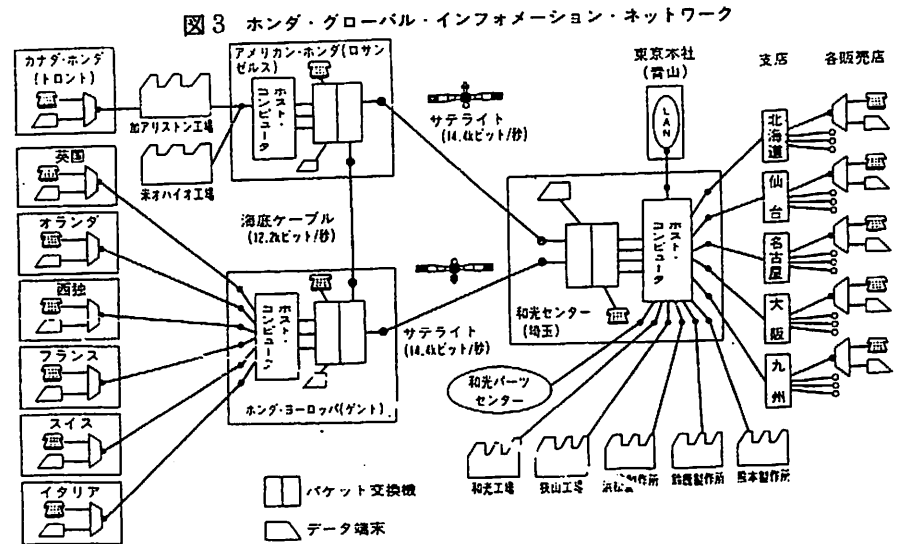 図3 ホンダ・グローバル・インフォメーション・ネットワーク
カナダ・ホンダ
(トロント)
加アリストン工場
米オハイオ工場
アメリカン・ホンダ(ロサン
ゼルス)
ホスト・
コンピュータ
サテライト
(14.4kビット/秒)
東京本社
(青山)
LAN
支店
各販売店
北海道
仙台
名古屋
大阪
九州
英国
オランダ
西独
フランス
スイス
イタリア
海底ケーブル
(12.2kビット/秒)
ホスト・
コンピュータ
ホンダ・ヨーロッパ(ゲント)
サテライト
(14.4kビット/秒)
ホスト・
コンピュータ
和光センター
(埼玉)
和光パーツ
センター
和光工場
狭山工場
浜松製作所
鈴鹿製作所
熊本製作所
パケット交換機
データ端末